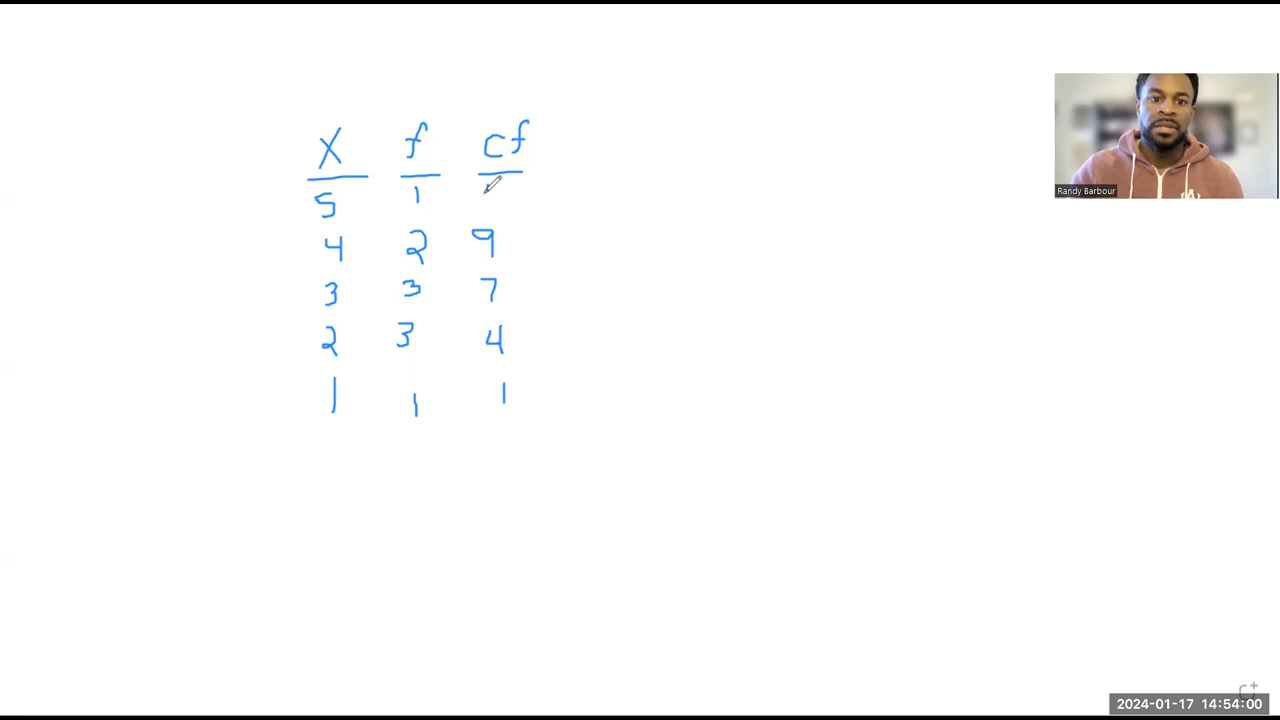 X f cf
5 1
4 2 9
3 3 7
2 3 4
1 1 1
Randy Barbour
2024-01-17 14:54:00